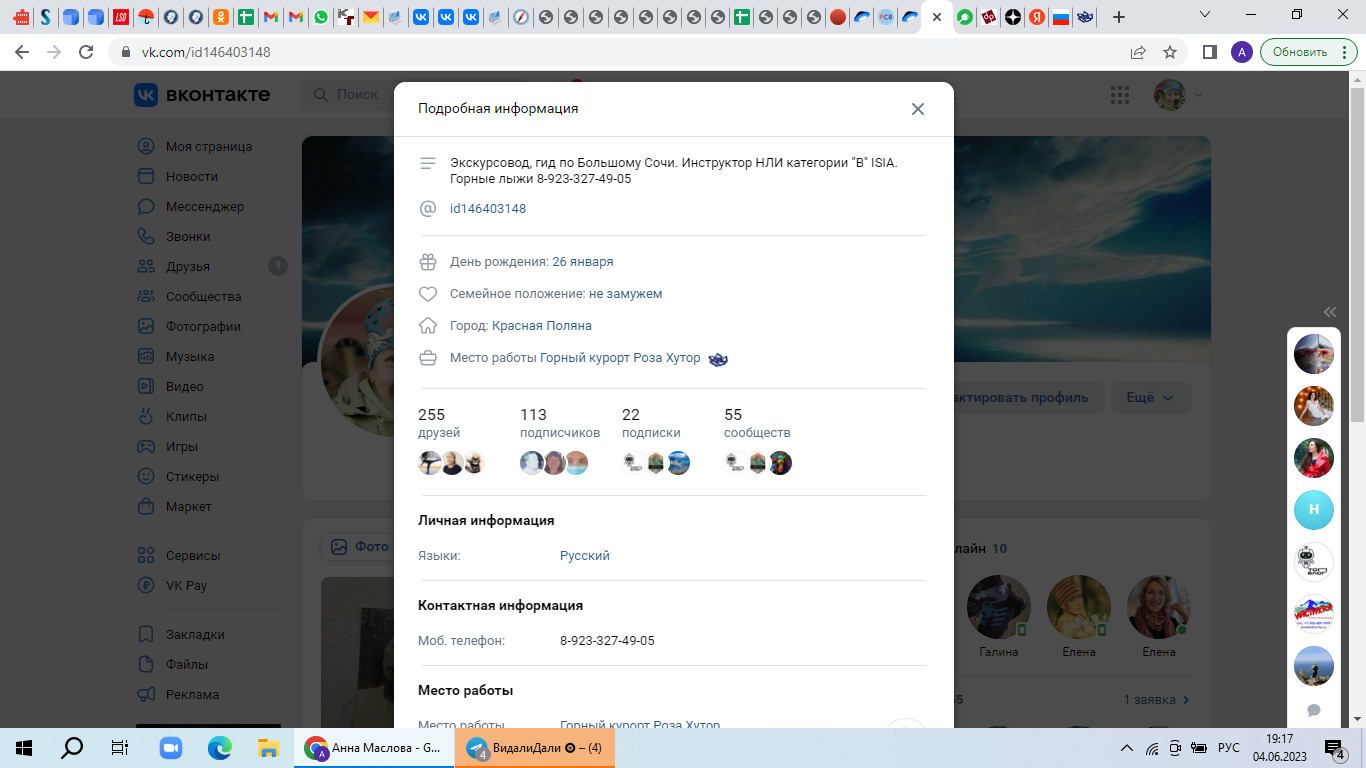 vk.com/id146403148
A
Обновить
вконтакте
Поиск
Моя страница
Новости
Мессенджер
Звонки
Друзья
1
Сообщества
Фотографии
Музыка
Видео
Клипы
Игры
Стикеры
Маркет
Сервисы
VK Pay
Закладки
Файлы
Реклама
Подробная информация
Экскурсовод, гид по Большому Сочи. Инструктор НЛИ категории "В" ISIA.
Горные лыжи 8-923-327-49-05
id146403148
День рождения: 26 января
Семейное положение: не замужем
Город: Красная Поляна
Место работы Горный курорт Роза Хутор
255 113 22 55
друзей подписчиков подписки сообществ
Личная информация
Языки: Русский
Контактная информация
Моб. телефон: 8-923-327-49-05
Место работы
Место работы Горный курорт Роза Хутор
актировать профиль
Ещё
Фото
лайн 10
Галина Елена Елена
1 заявка
Н
ИНСТРУКТОР
Анна Маслова - G...
ВидалиДали – (4)
4
РУС
19:17
04.06.2023
4